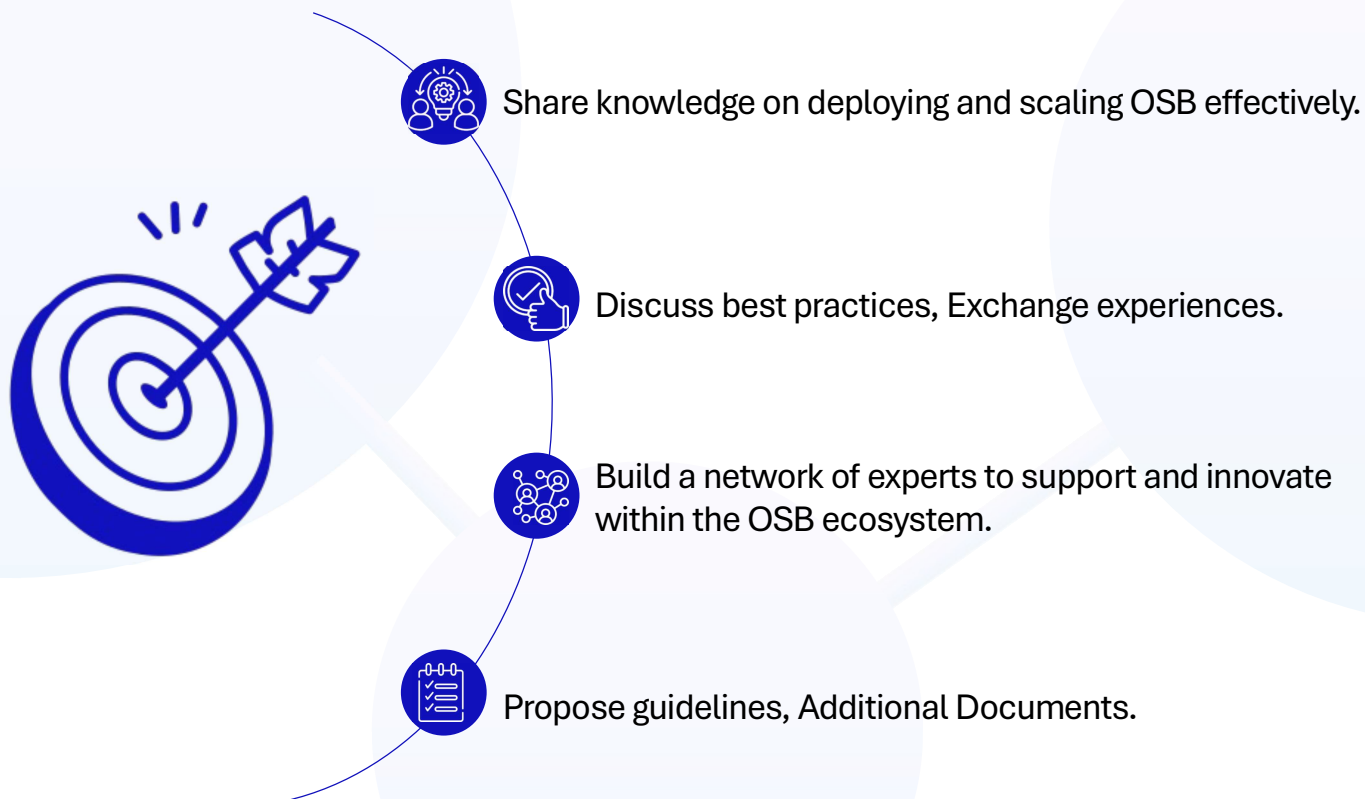 Share knowledge on deploying and scaling OSB effectively.
Discuss best practices, Exchange experiences.
Build a network of experts to support and innovate
within the OSB ecosystem.
Propose guidelines, Additional Documents.